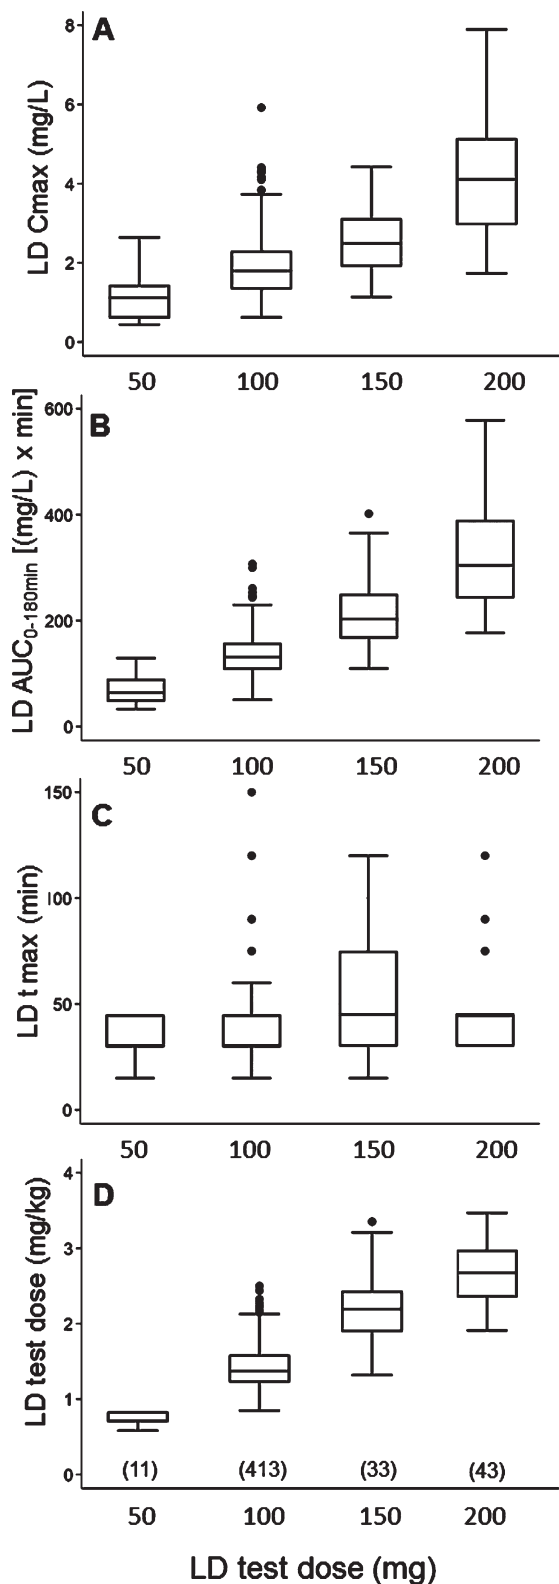 A
LD Cmax (mg/L)
8
6
4
2
0
50 100 150 200
B
LD AUC0-180min [(mg/L) x min]
600
400
200
0
50 100 150 200
C
LD t max (min)
150
100
50
0
50 100 150 200
D
LD test dose (mg/kg)
4
3
2
1
0
(11) (413) (33) (43)
50 100 150 200
LD test dose (mg)